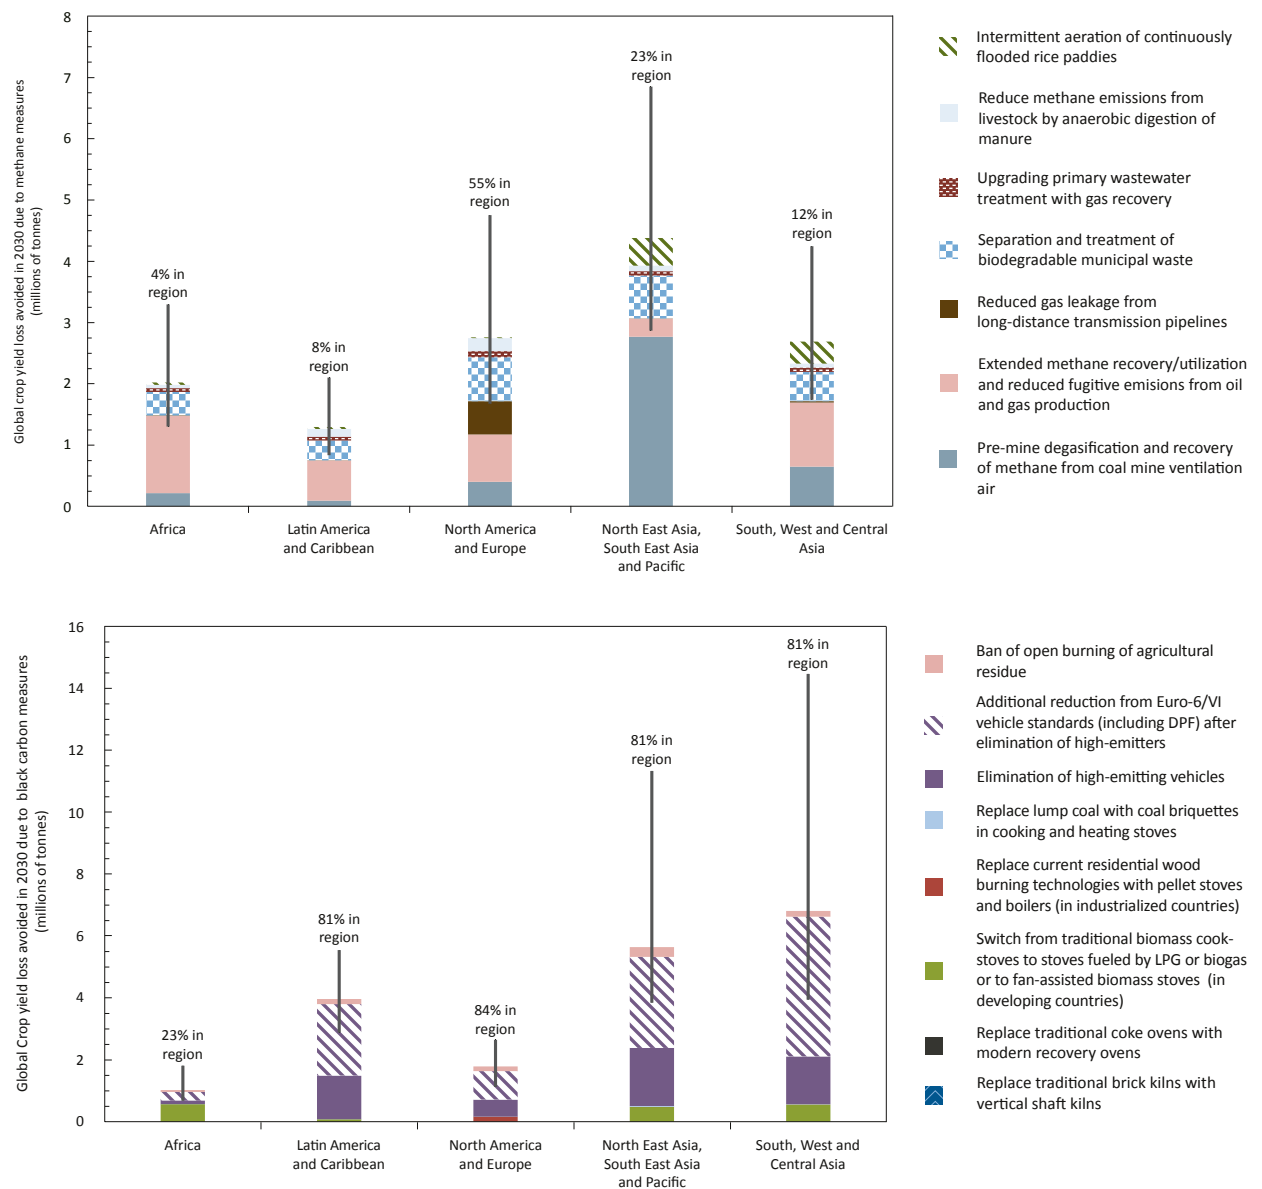 Global crop yield loss avoided in 2030 due to methane measures
(millions of tonnes)
8
7
6
5
4
3
2
1
0
4% in
region
8% in
region
55% in
region
23% in
region
12% in
region
Africa
Latin America
and Caribbean
North America
and Europe
North East Asia,
South East Asia
and Pacific
South, West and Central
Asia
Intermittent aeration of continuously
flooded rice paddies
Reduce methane emissions from
livestock by anaerobic digestion of
manure
Upgrading primary wastewater
treatment with gas recovery
Separation and treatment of
biodegradable municipal waste
Reduced gas leakage from
long-distance transmission pipelines
Extended methane recovery/utilization
and reduced fugitive emisions from oil
and gas production
Pre-mine degasification and recovery
of methane from coal mine ventilation
air
Global Crop yield loss avoided in 2030 due to black carbon measures
(millions of tonnes)
16
14
12
10
8
6
4
2
0
23% in
region
81% in
region
84% in
region
81% in
region
81% in
region
Africa
Latin America
and Caribbean
North America
and Europe
North East Asia,
South East Asia
and Pacific
South, West and
Central Asia
Ban of open burning of agricultural
residue
Additional reduction from Euro-6/VI
vehicle standards (including DPF) after
elimination of high-emitters
Elimination of high-emitting vehicles
Replace lump coal with coal briquettes
in cooking and heating stoves
Replace current residential wood
burning technologies with pellet stoves
and boilers (in industrialized countries)
Switch from traditional biomass cook-
stoves to stoves fueled by LPG or biogas
or to fan-assisted biomass stoves (in
developing countries)
Replace traditional coke ovens with
modern recovery ovens
Replace traditional brick kilns with
vertical shaft kilns